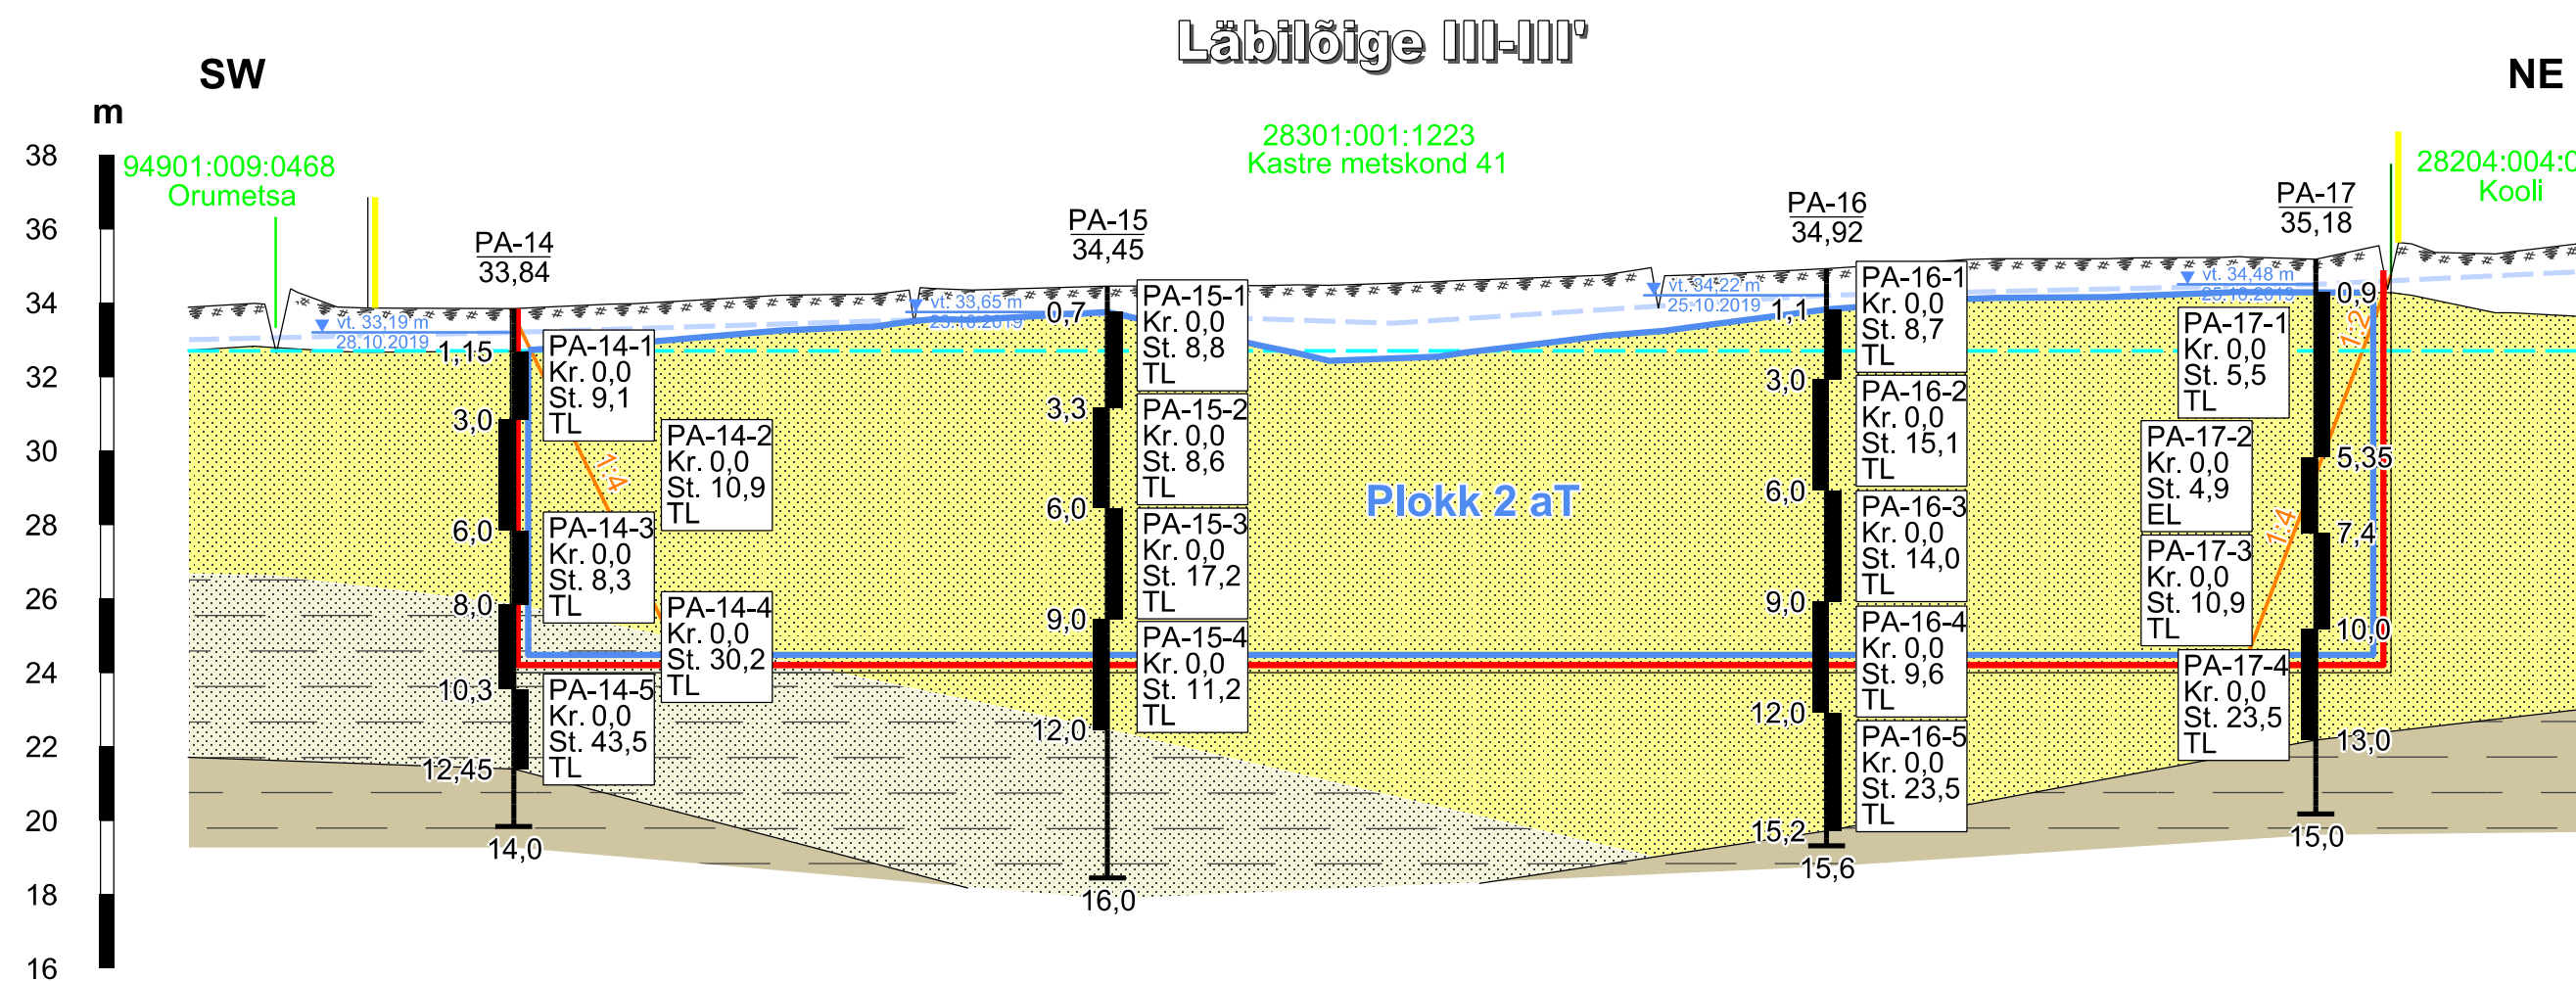 Läbilõige III-III'
SW
NE
m
38
36
34
32
30
28
26
24
22
20
18
16
94901:009:0468
Orumetsa
28301:001:1223
Kastre metskond 41
28204:004:0
Kooli
PA-14
33,84
PA-15
34,45
PA-16
34,92
PA-17
35,18
vt. 33,19 m
28.10.2019
vt. 33,65 m
vt. 34,22 m
25.10.2019
vt. 34,48 m
25.10.2019
1,15
3,0
6,0
8,0
10,3
12,45
14,0
PA-14-1
Kr. 0,0
St. 9,1
TL
PA-14-2
Kr. 0,0
St. 10,9
TL
PA-14-3
Kr. 0,0
St. 8,3
TL
PA-14-4
Kr. 0,0
St. 30,2
TL
PA-14-5
Kr. 0,0
St. 43,5
TL
1:4
0,7
3,3
6,0
9,0
12,0
16,0
PA-15-1
Kr. 0,0
St. 8,8
TL
PA-15-2
Kr. 0,0
St. 8,6
TL
PA-15-3
Kr. 0,0
St. 17,2
TL
PA-15-4
Kr. 0,0
St. 11,2
TL
Plokk 2 aT
1,1
3,0
6,0
9,0
12,0
15,2
15,6
PA-16-1
Kr. 0,0
St. 8,7
TL
PA-16-2
Kr. 0,0
St. 15,1
TL
PA-16-3
Kr. 0,0
St. 14,0
TL
PA-16-4
Kr. 0,0
St. 9,6
TL
PA-16-5
Kr. 0,0
St. 23,5
TL
PA-17-1
Kr. 0,0
St. 5,5
TL
PA-17-2
Kr. 0,0
St. 4,9
EL
PA-17-3
Kr. 0,0
St. 10,9
TL
PA-17-4
Kr. 0,0
St. 23,5
TL
0,9
5,35
7,4
10,0
13,0
15,0
1:2
1:4